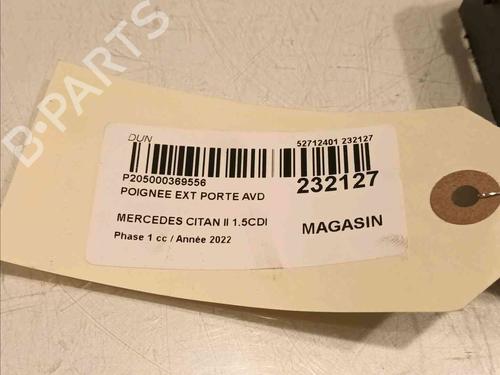 B-PARTS
DUN
52712401 232127
P205000369556
232127
POIGNEE EXT PORTE AVD
MERCEDES CITAN II 1.5CDI
MAGASIN
Phase 1 cc / Année 2022